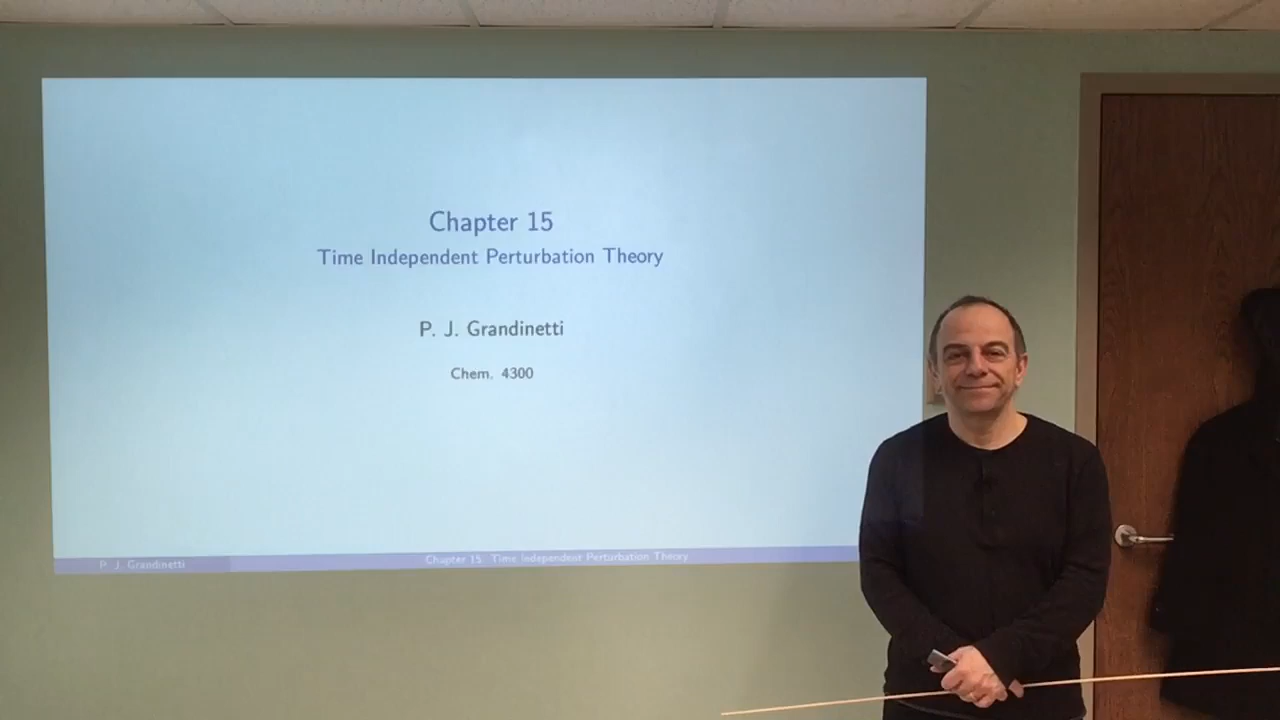 Chapter 15
Time Independent Perturbation Theory
P. J. Grandinetti
Chem. 4300
P. J. Grandinetti
Chapter 15: Time Independent Perturbation Theory